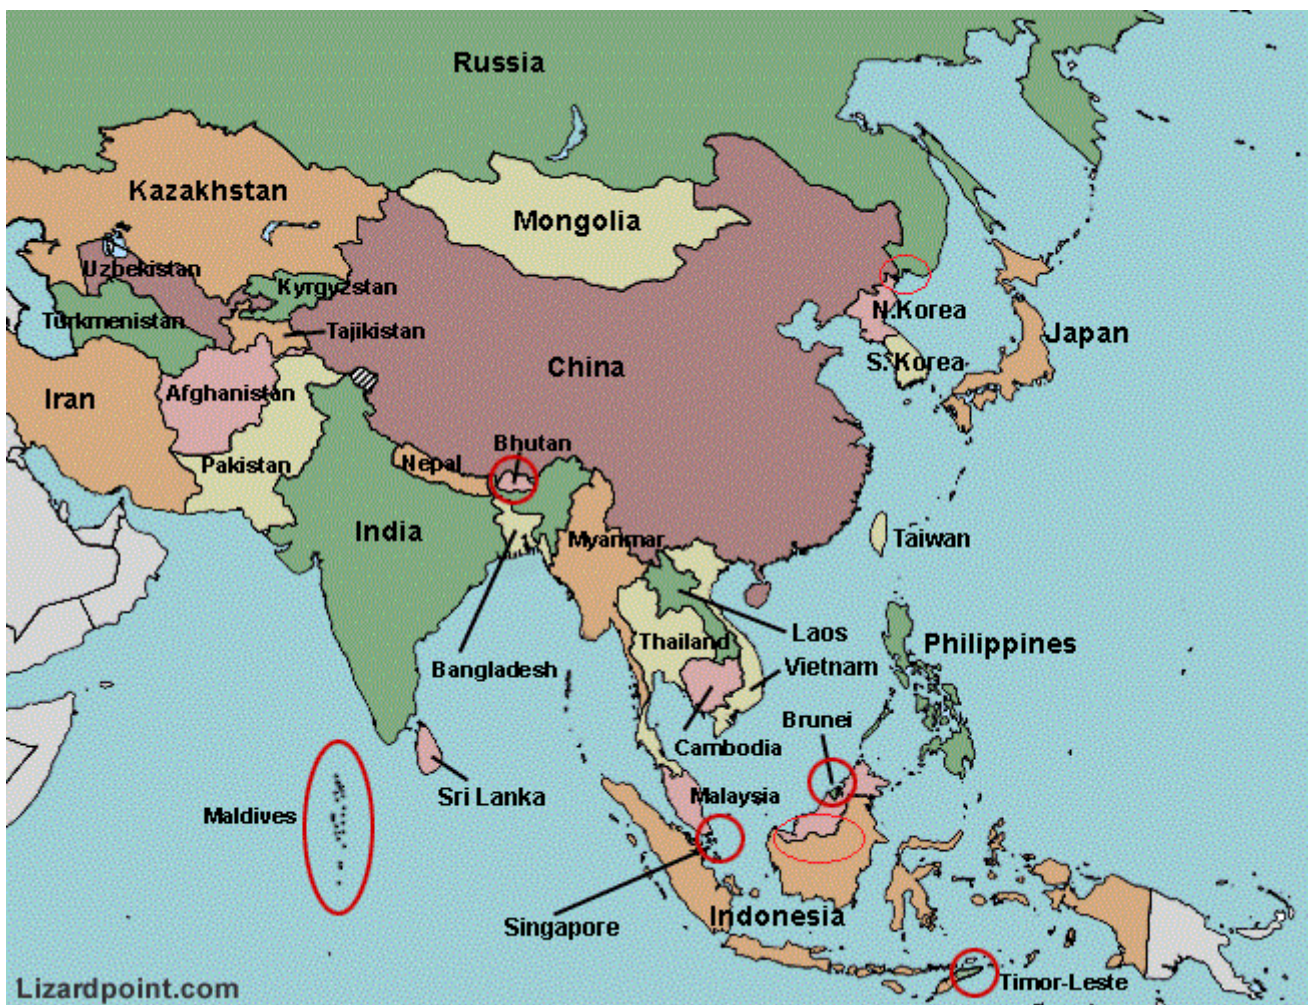 Russia
Kazakhstan
Mongolia
Uzbekistan
Kyrgyzstan
N.Korea
Turkmenistan
Tajikistan
Japan
S. Korea
China
Afghanistan
Iran
Bhutan
Nepal
Pakistan
India
Myanmar
Taiwan
Laos
Thailand
Philippines
Bangladesh
Vietnam
Brunei
Cambodia
Sri Lanka
Malaysia
Maldives
Indonesia
Singapore
Timor-Leste
Lizardpoint.com